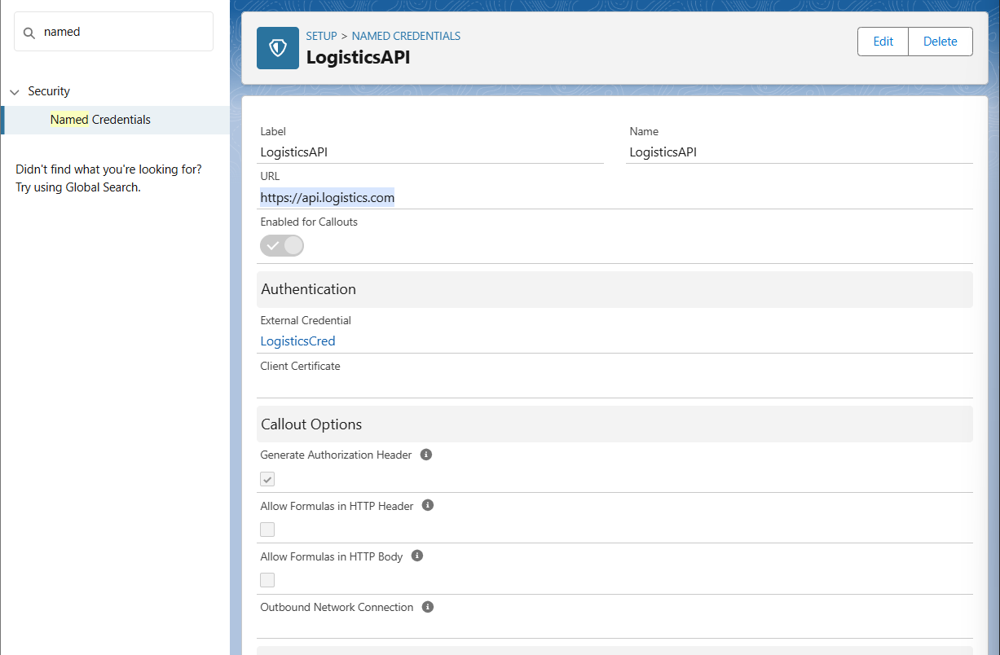 named
Security
Named Credentials
Didn't find what you're looking for?
Try using Global Search.
SETUP > NAMED CREDENTIALS
LogisticsAPI
Edit
Delete
Label
LogisticsAPI
Name
LogisticsAPI
URL
https://api.logistics.com
Enabled for Callouts
Authentication
External Credential
LogisticsCred
Client Certificate
Callout Options
Generate Authorization Header
Allow Formulas in HTTP Header
Allow Formulas in HTTP Body
Outbound Network Connection